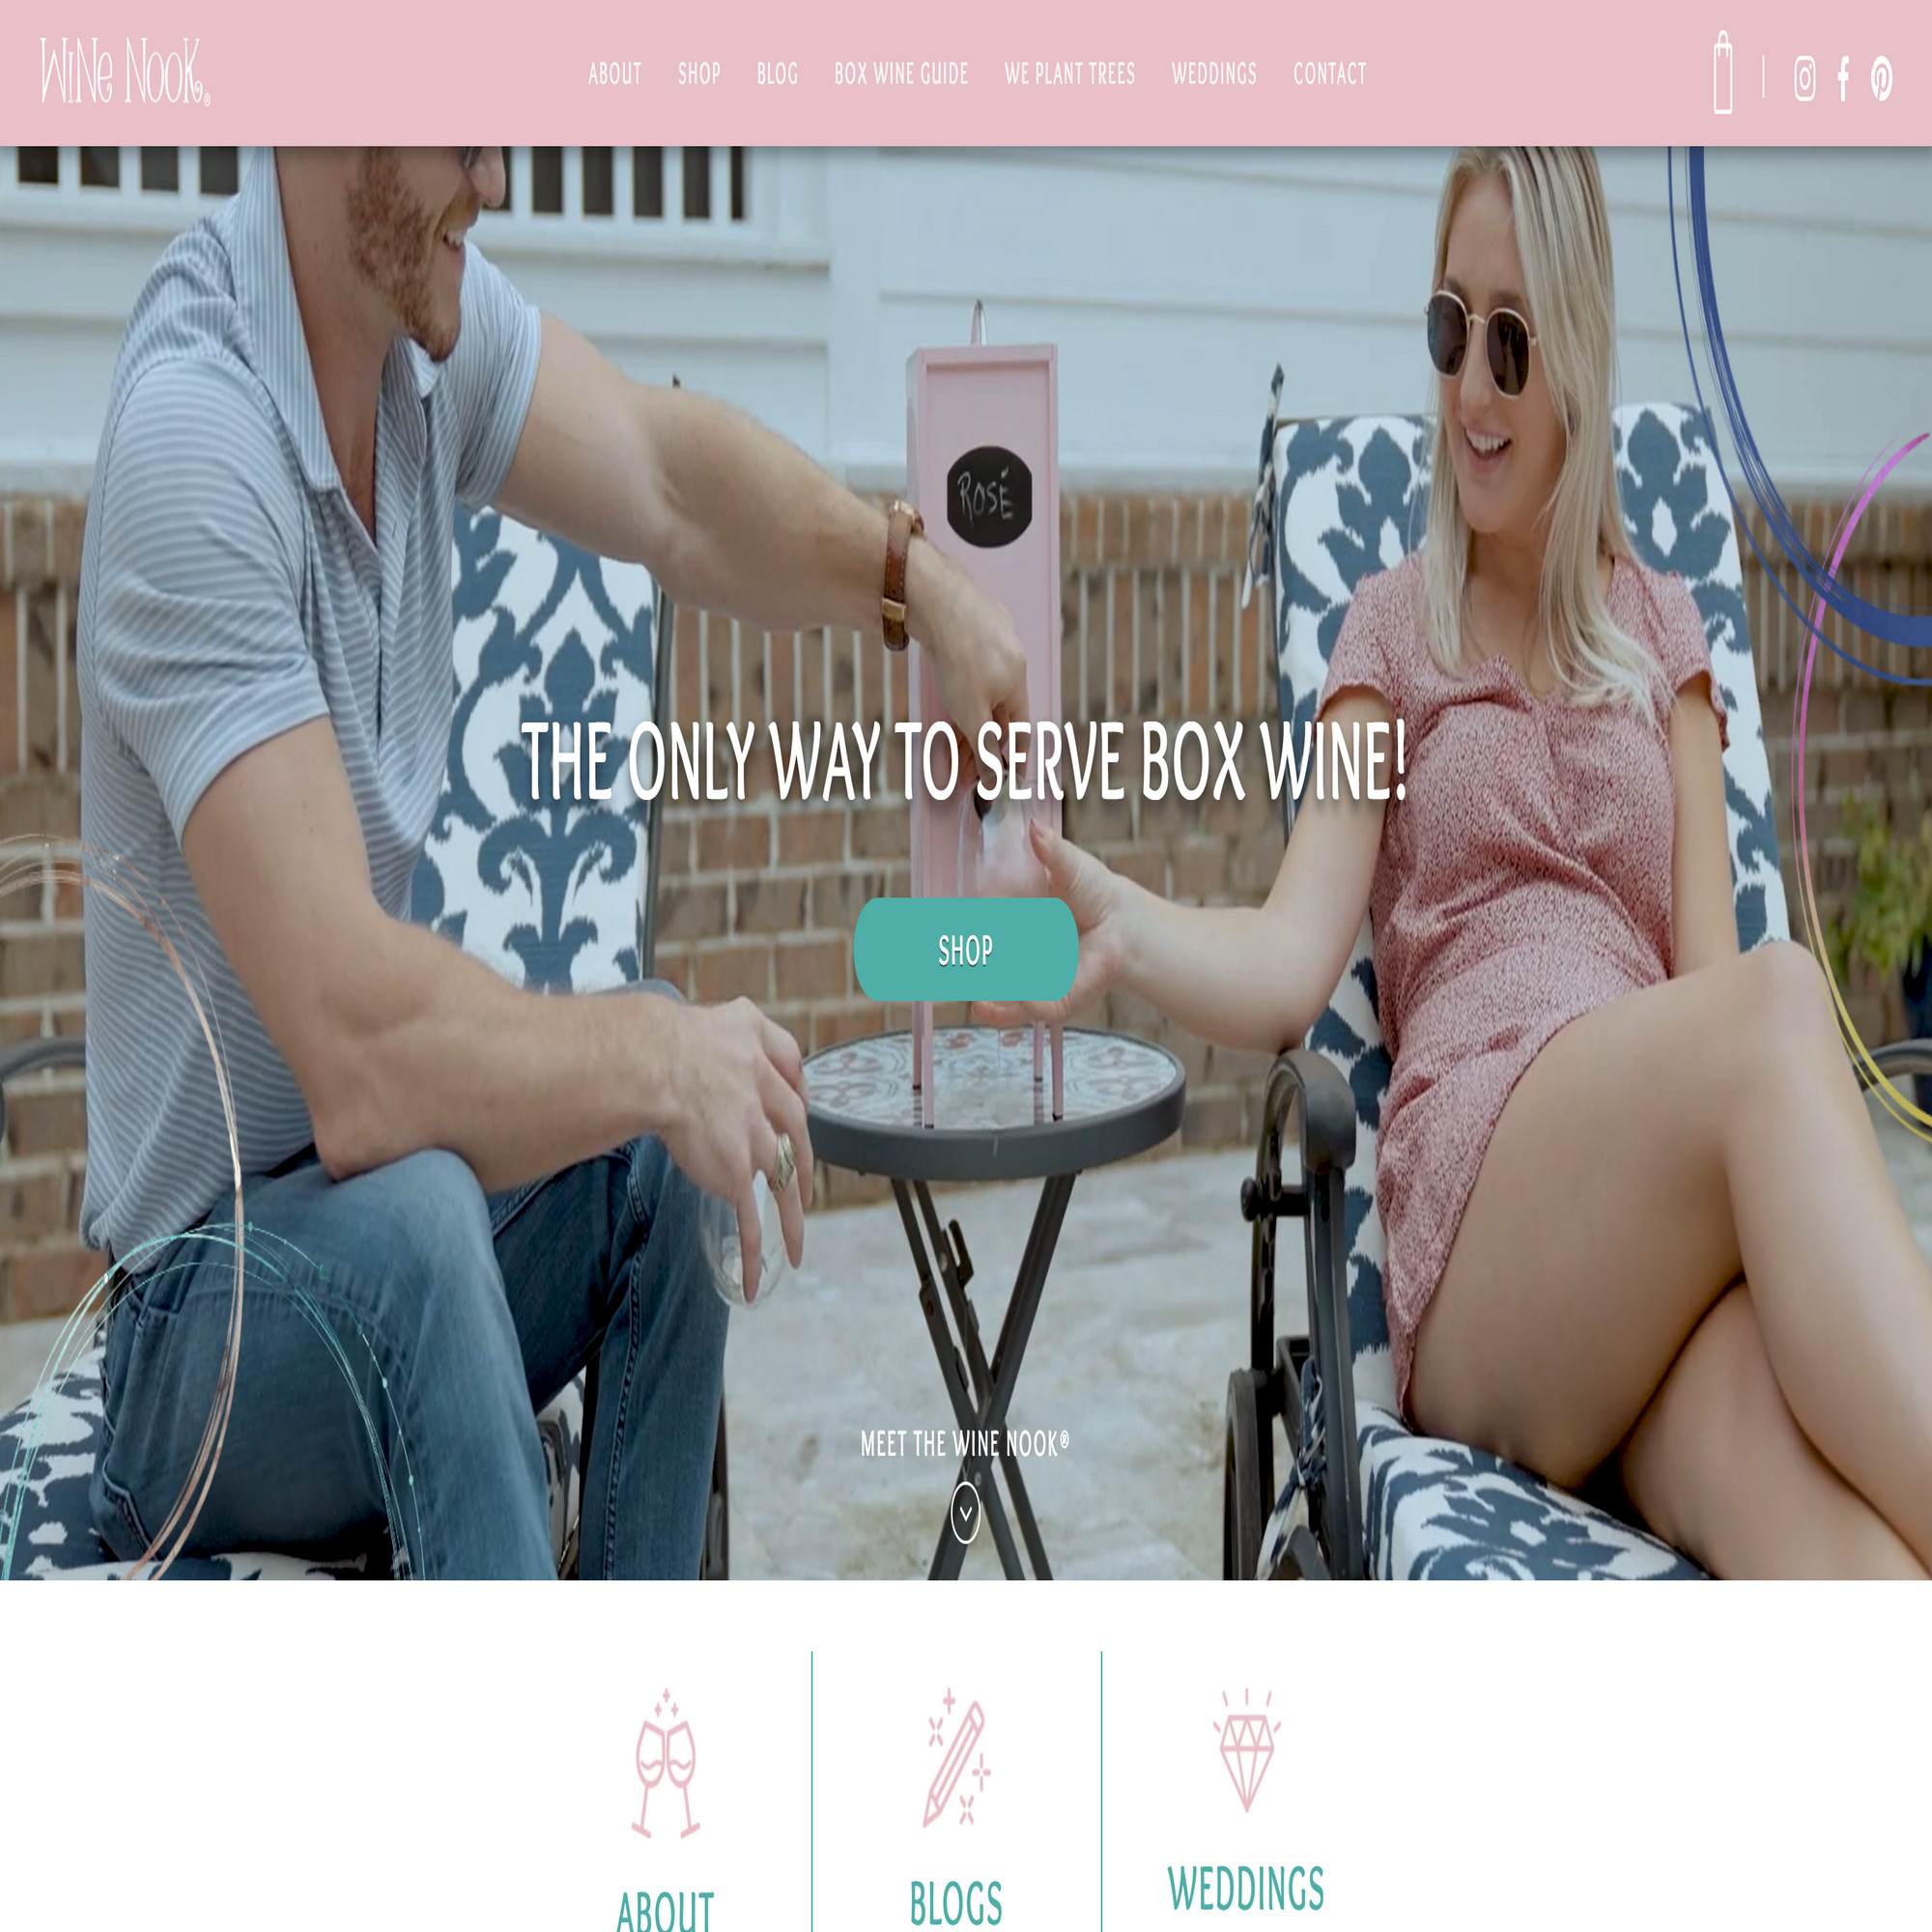 WINE NOOK®
ABOUT SHOP BLOG BOX WINE GUIDE WE PLANT TREES WEDDINGS CONTACT
ROSÉ
THE ONLY WAY TO SERVE BOX WINE!
SHOP
MEET THE WINE NOOK®
ABOUT
BLOGS
WEDDINGS